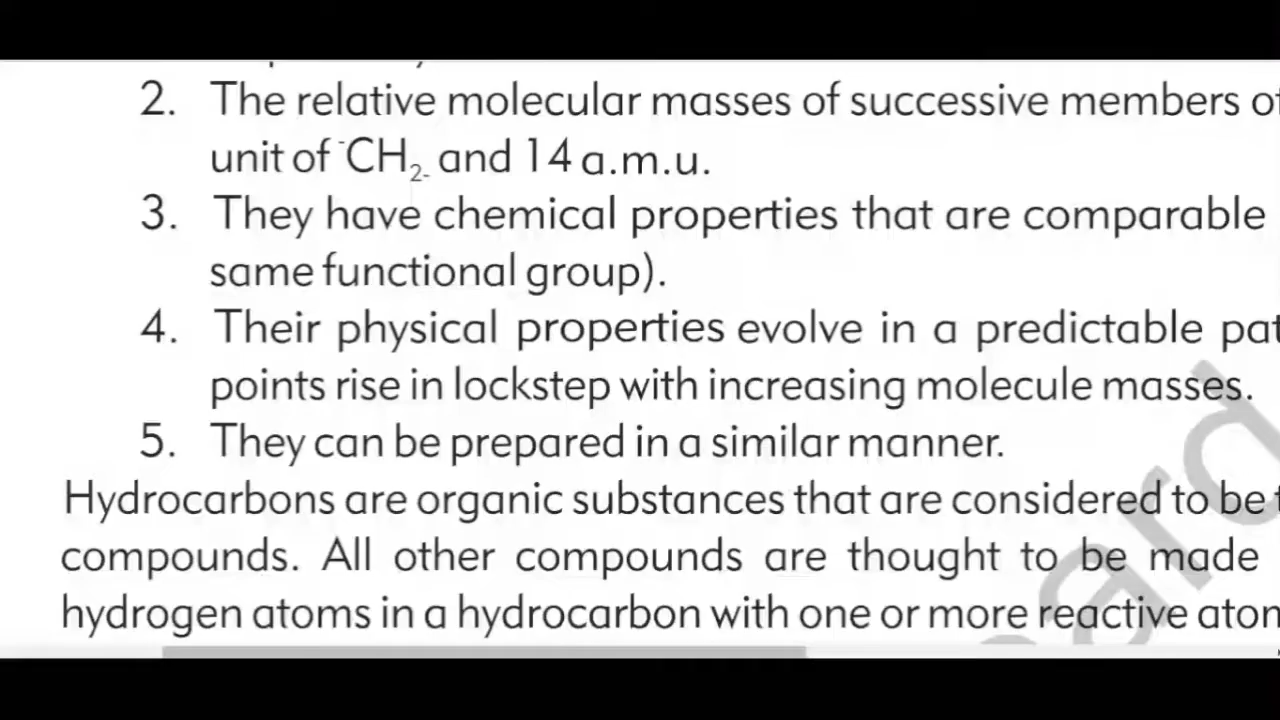 2. The relative molecular masses of successive members of
unit of -CH2- and 14 a.m.u.
3. They have chemical properties that are comparable
same functional group).
4. Their physical properties evolve in a predictable
points rise in lockstep with increasing molecule masses.
5. They can be prepared in a similar manner.
Hydrocarbons are organic substances that are considered to be
compounds. All other compounds are thought to be made
hydrogen atoms in a hydrocarbon with one or more reactive